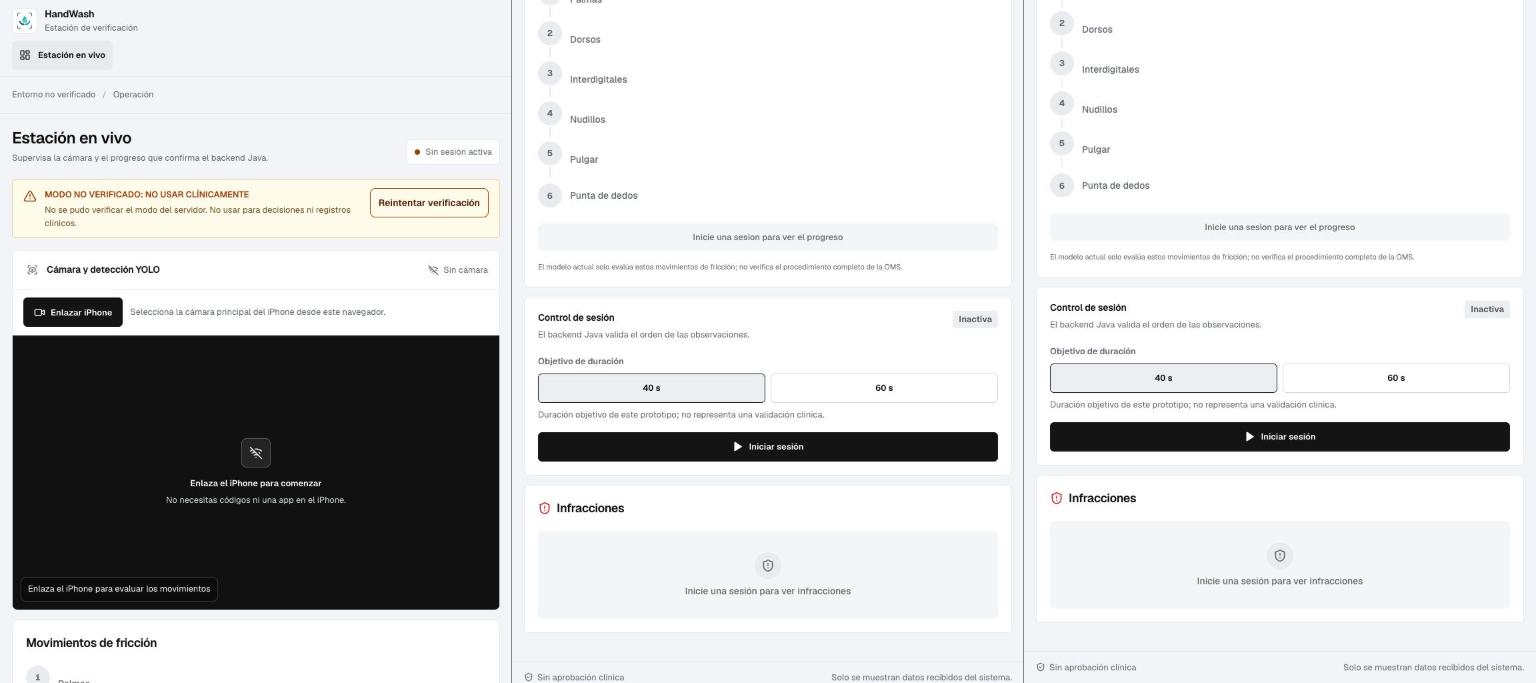 HandWash
Estación de verificación
Estación en vivo
Entorno no verificado / Operación
Estación en vivo
Supervisa la cámara y el progreso que confirma el backend Java.
Sin sesión activa
MODO NO VERIFICADO: NO USAR CLÍNICAMENTE
No se pudo verificar el modo del servidor. No usar para decisiones ni registros
clínicos.
Reintentar verificación
Cámara y detección YOLO
Sin cámara
Enlazar iPhone
Selecciona la cámara principal del iPhone desde este navegador.
Enlaza el iPhone para comenzar
No necesitas códigos ni una app en el iPhone.
Enlaza el iPhone para evaluar los movimientos
Movimientos de fricción
1
Palmas
Palmas
2
Dorsos
3
Interdigitales
4
Nudillos
5
Pulgar
6
Punta de dedos
Inicie una sesion para ver el progreso
El modelo actual solo evalúa estos movimientos de fricción; no verifica el procedimiento completo de la OMS.
Control de sesión
Inactiva
El backend Java valida el orden de las observaciones.
Objetivo de duración
40 s
60 s
Duración objetivo de este prototipo; no representa una validación clínica.
Iniciar sesión
Infracciones
Inicie una sesión para ver infracciones
Sin aprobación clínica
Solo se muestran datos recibidos del sistema.
2
Dorsos
3
Interdigitales
4
Nudillos
5
Pulgar
6
Punta de dedos
Inicie una sesion para ver el progreso
El modelo actual solo evalúa estos movimientos de fricción; no verifica el procedimiento completo de la OMS.
Control de sesión
Inactiva
El backend Java valida el orden de las observaciones.
Objetivo de duración
40 s
60 s
Duración objetivo de este prototipo; no representa una validación clínica.
Iniciar sesión
Infracciones
Inicie una sesión para ver infracciones
Sin aprobación clínica
Solo se muestran datos recibidos del sistema.